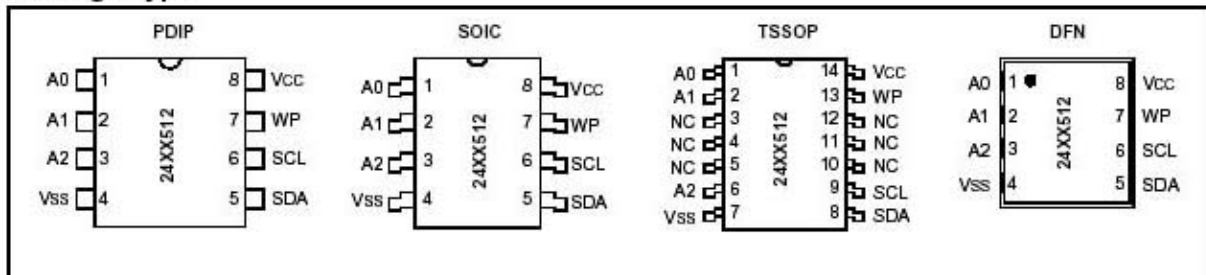 PDIP
A0 1 8 VCC
A1 2 7 WP
A2 3 6 SCL
VSS 4 5 SDA
24XX512
SOIC
A0 1 8 VCC
A1 2 7 WP
A2 3 6 SCL
VSS 4 5 SDA
24XX512
TSSOP
A0 1 14 VCC
A1 2 13 WP
NC 3 12 NC
NC 4 11 NC
NC 5 10 NC
A2 6 9 SCL
VSS 7 8 SDA
24XX512
DFN
A0 1 8 VCC
A1 2 7 WP
A2 3 6 SCL
VSS 4 5 SDA
24XX512